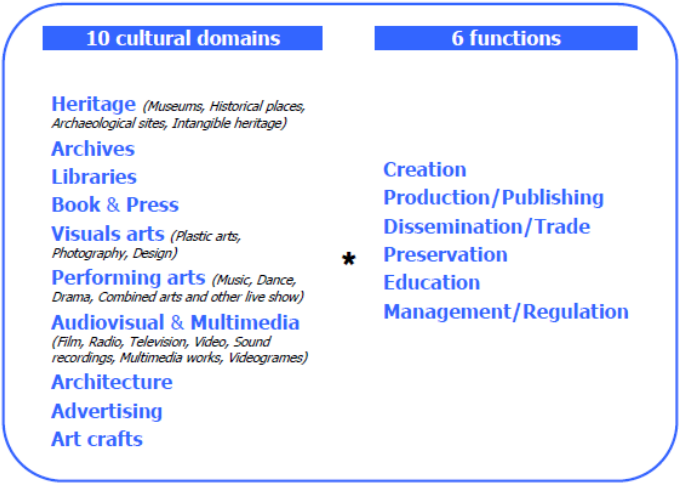 10 cultural domains
6 functions
Heritage (Museums, Historical places,
Archaeological sites, Intangible heritage)
Archives
Libraries
Book & Press
Visuals arts (Plastic arts,
Photography, Design)
Performing arts (Music, Dance,
Drama, Combined arts and other live show)
Audiovisual & Multimedia
(Film, Radio, Television, Video, Sound
recordings, Multimedia works, Videogrames)
Architecture
Advertising
Art crafts
*
Creation
Production/Publishing
Dissemination/Trade
Preservation
Education
Management/Regulation